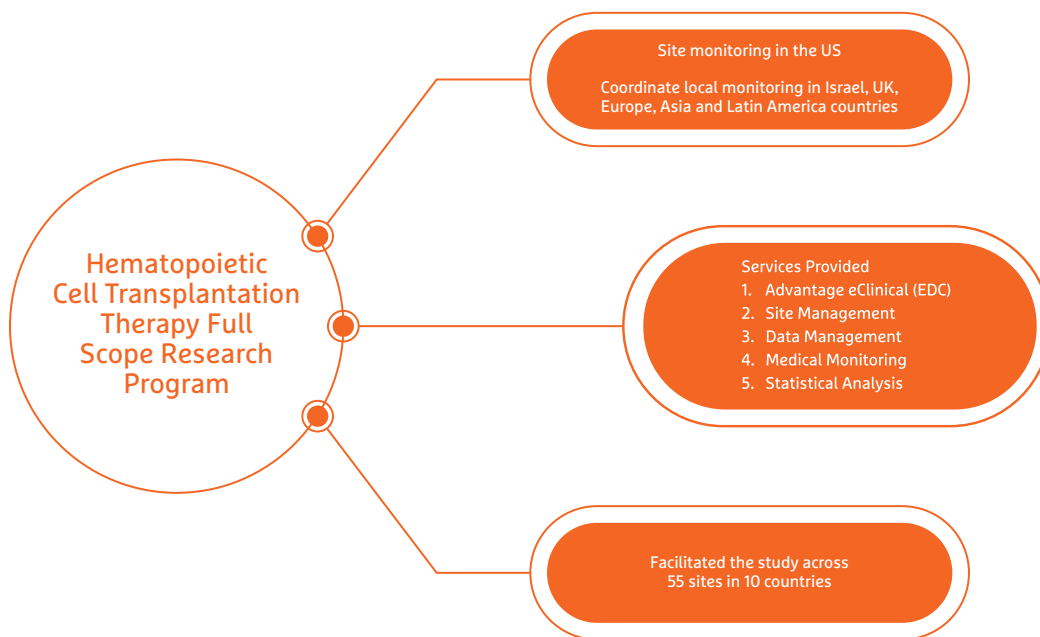 Hematopoietic
Cell Transplantation
Therapy Full
Scope Research
Program
Site monitoring in the US
Coordinate local monitoring in Israel, UK,
Europe, Asia and Latin America countries
Services Provided
1. Advantage eClinical (EDC)
2. Site Management
3. Data Management
4. Medical Monitoring
5. Statistical Analysis
Facilitated the study across
55 sites in 10 countries